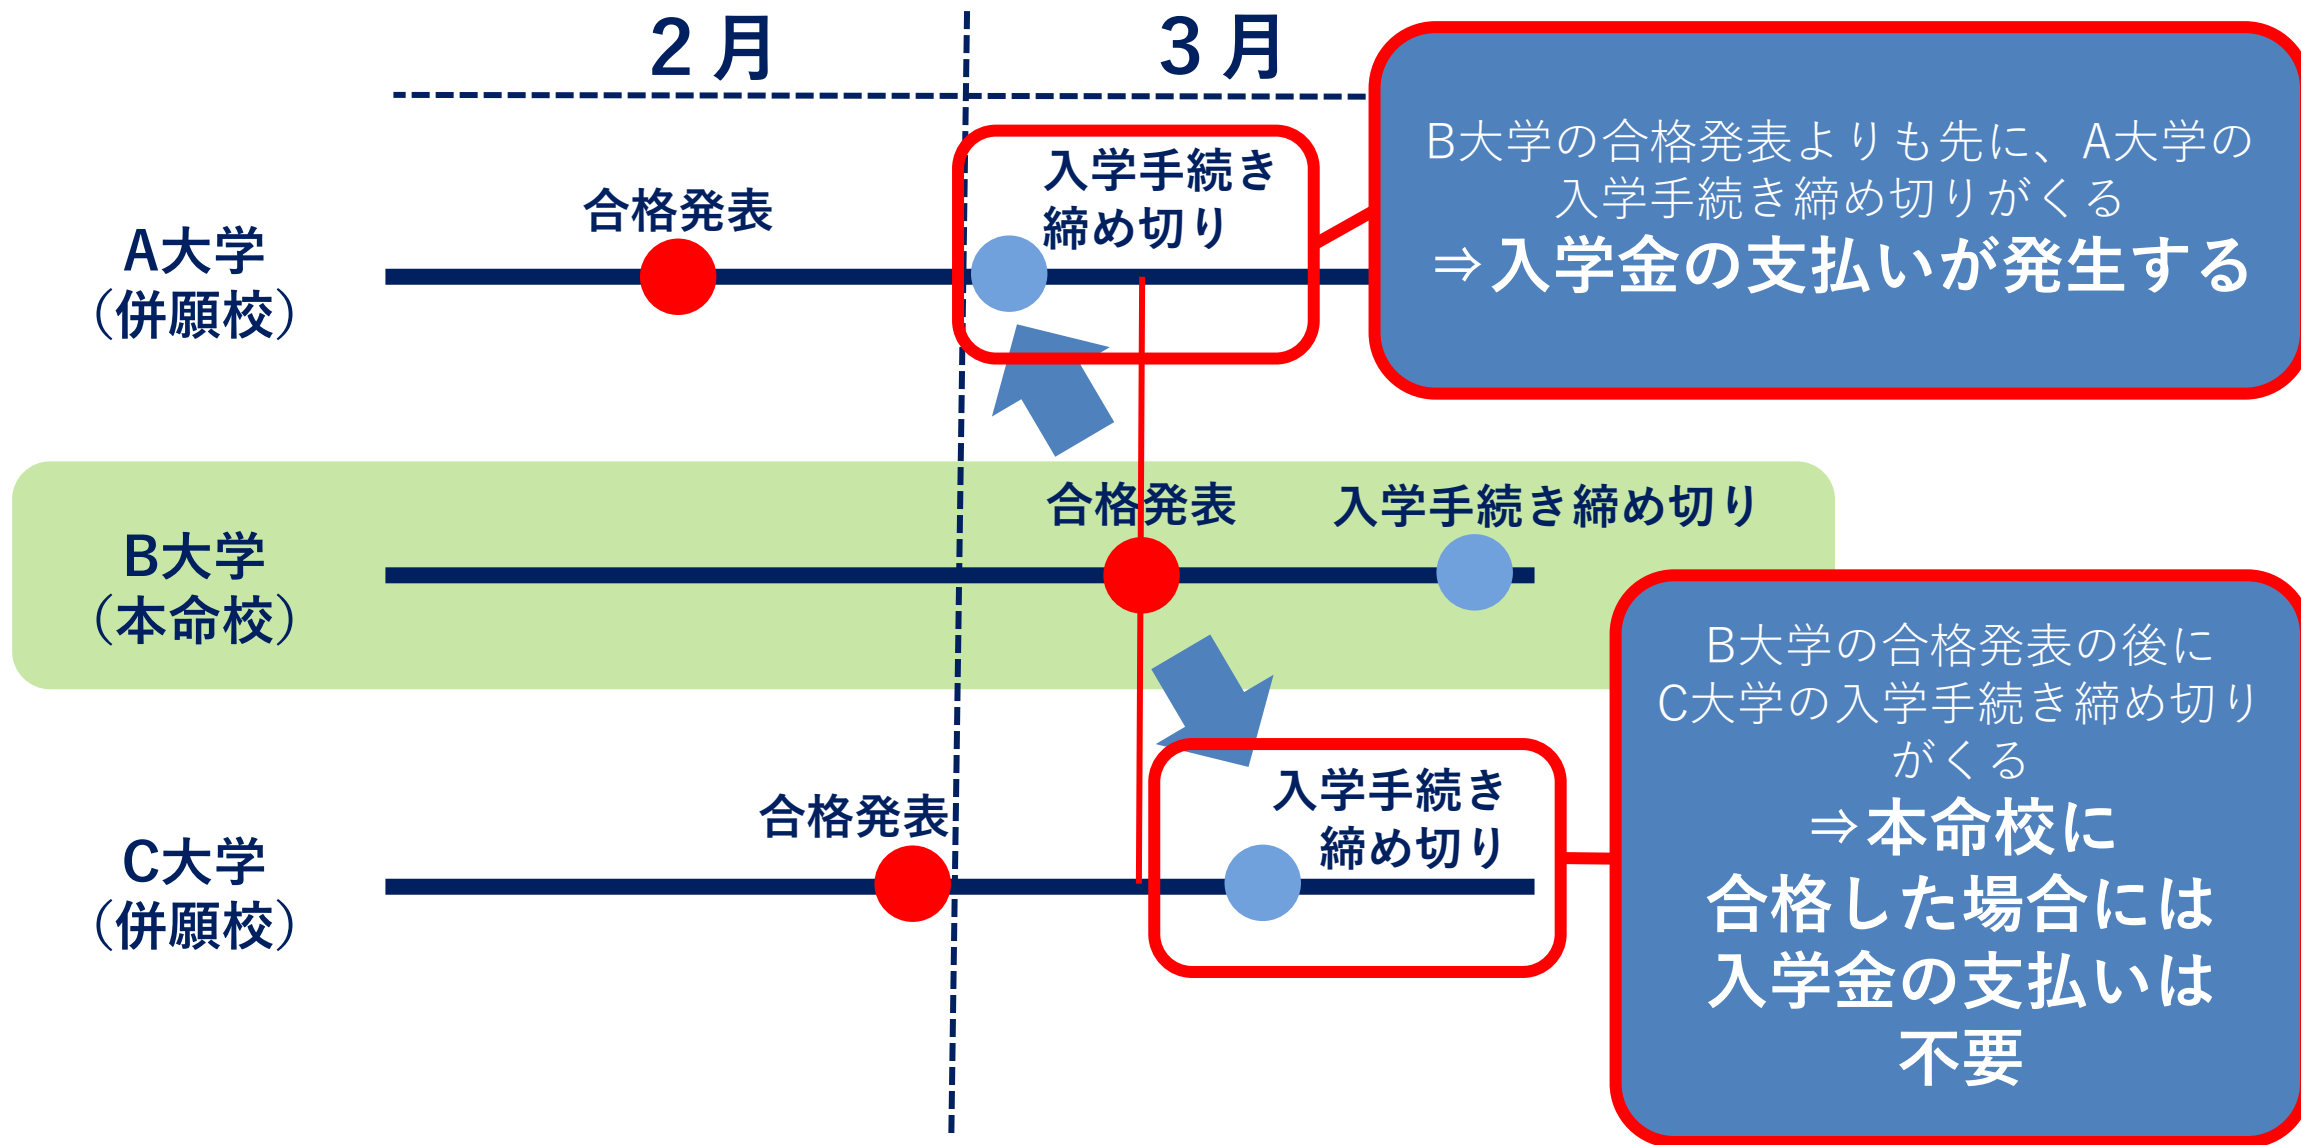 2月
3月
B大学の合格発表よりも先に、A大学の
入学手続き締め切りがくる
⇒入学金の支払いが発生する
入学手続き
締め切り
合格発表
A大学
（併願校）
合格発表
入学手続き締め切り
B大学
（本命校）
B大学の合格発表の後に
C大学の入学手続き締め切り
がくる
⇒本命校に
合格した場合には
入学金の支払いは
不要
入学手続き
締め切り
合格発表
C大学
（併願校）